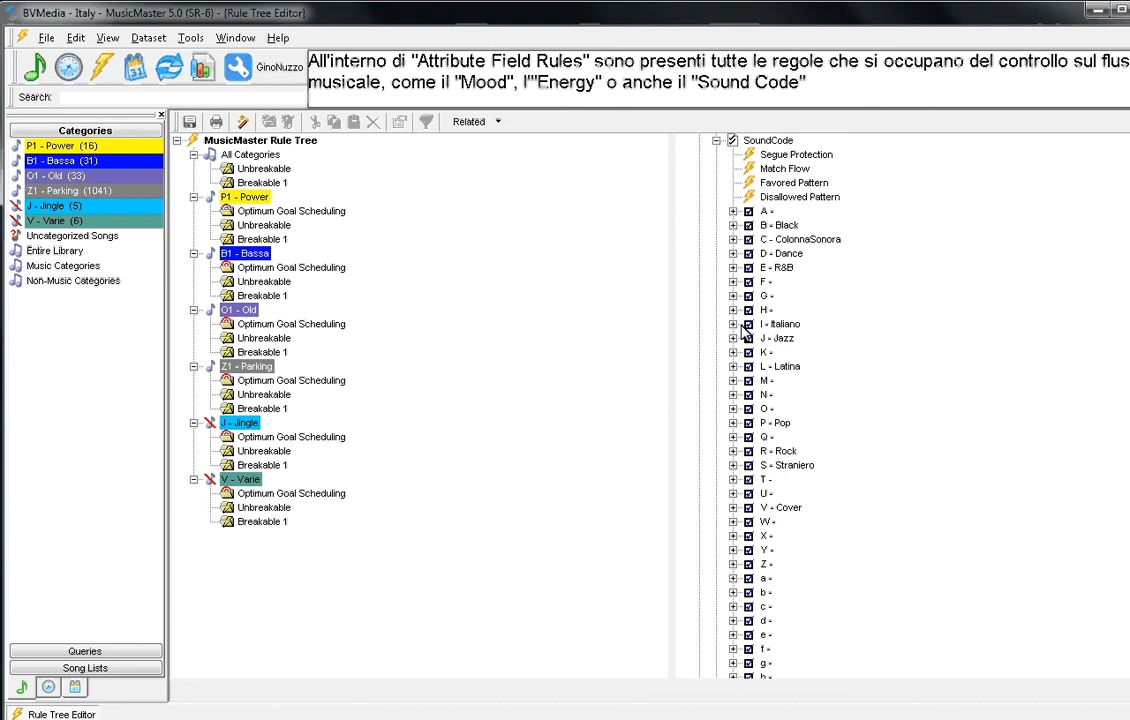 BVMedia - Italy - MusicMaster 5.0 (SR-6) - [Rule Tree Editor]
File Edit View Dataset Tools Window Help
GinoNuzzo
All'interno di "Attribute Field Rules" sono presenti tutte le regole che si occupano del controllo sul flus
musicale, come il "Mood", l'"Energy" o anche il "Sound Code"
Search:
Related
Categories
P1 - Power (16)
B1 - Bassa (31)
O1 - Old (33)
Z1 - Parking (1041)
J - Jingle (5)
V - Varie (6)
Uncategorized Songs
Entire Library
Music Categories
Non-Music Categories
Queries
Song Lists
MusicMaster Rule Tree
All Categories
Unbreakable
Breakable 1
P1 - Power
Optimum Goal Scheduling
Unbreakable
Breakable 1
B1 - Bassa
Optimum Goal Scheduling
Unbreakable
Breakable 1
O1 - Old
Optimum Goal Scheduling
Unbreakable
Breakable 1
Z1 - Parking
Optimum Goal Scheduling
Unbreakable
Breakable 1
J - Jingle
Optimum Goal Scheduling
Unbreakable
Breakable 1
V - Varie
Optimum Goal Scheduling
Unbreakable
Breakable 1
SoundCode
Segue Protection
Match Flow
Favored Pattern
Disallowed Pattern
A =
B = Black
C - ColonnaSonora
D = Dance
E = R&B
F =
G =
H =
I = Italiano
J = Jazz
K =
L = Latina
M =
N =
O =
P = Pop
Q =
R = Rock
S = Straniero
T =
U =
V = Cover
W =
X =
Y =
Z =
a =
b =
c =
d =
e =
f =
g =
h =
Rule Tree Editor